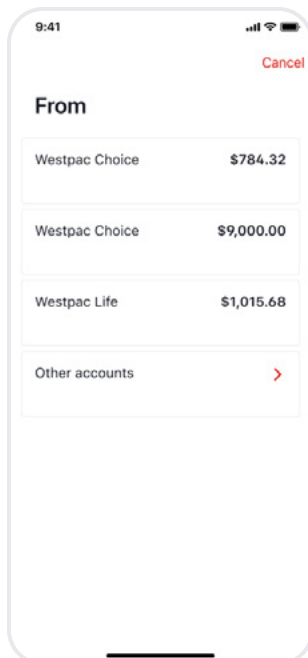 9:41
Cancel
From
Westpac Choice $784.32
Westpac Choice $9,000.00
Westpac Life $1,015.68
Other accounts